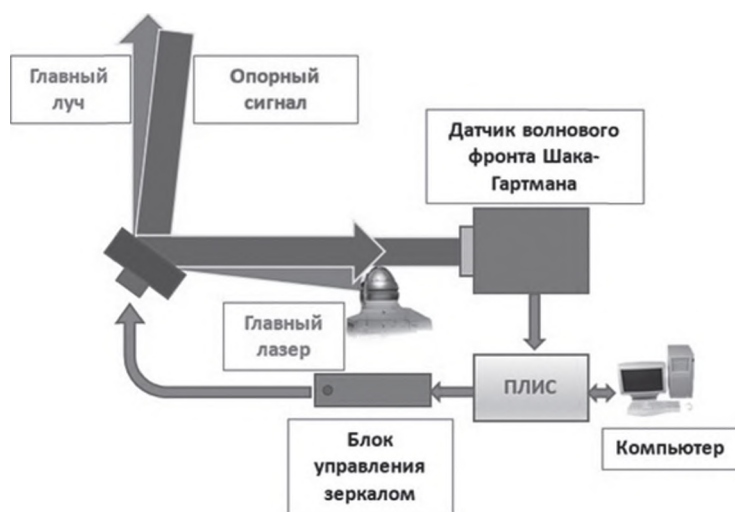 Главный
луч
Опорный
сигнал
Датчик волнового
фронта Шака-
Гартмана
Главный
лазер
ПЛИС
Блок
управления
зеркалом
Компьютер